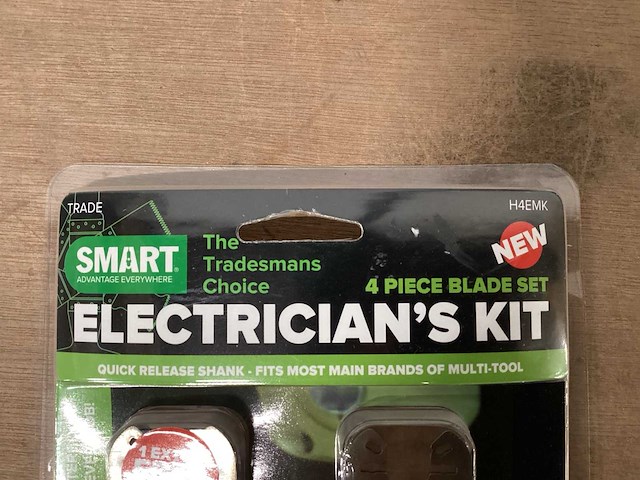 TRADE
H4EMK
SMART
ADVANTAGE EVERYWHERE
The
Tradesmans
Choice
NEW
4 PIECE BLADE SET
ELECTRICIAN'S KIT
QUICK RELEASE SHANK - FITS MOST MAIN BRANDS OF MULTI-TOOL